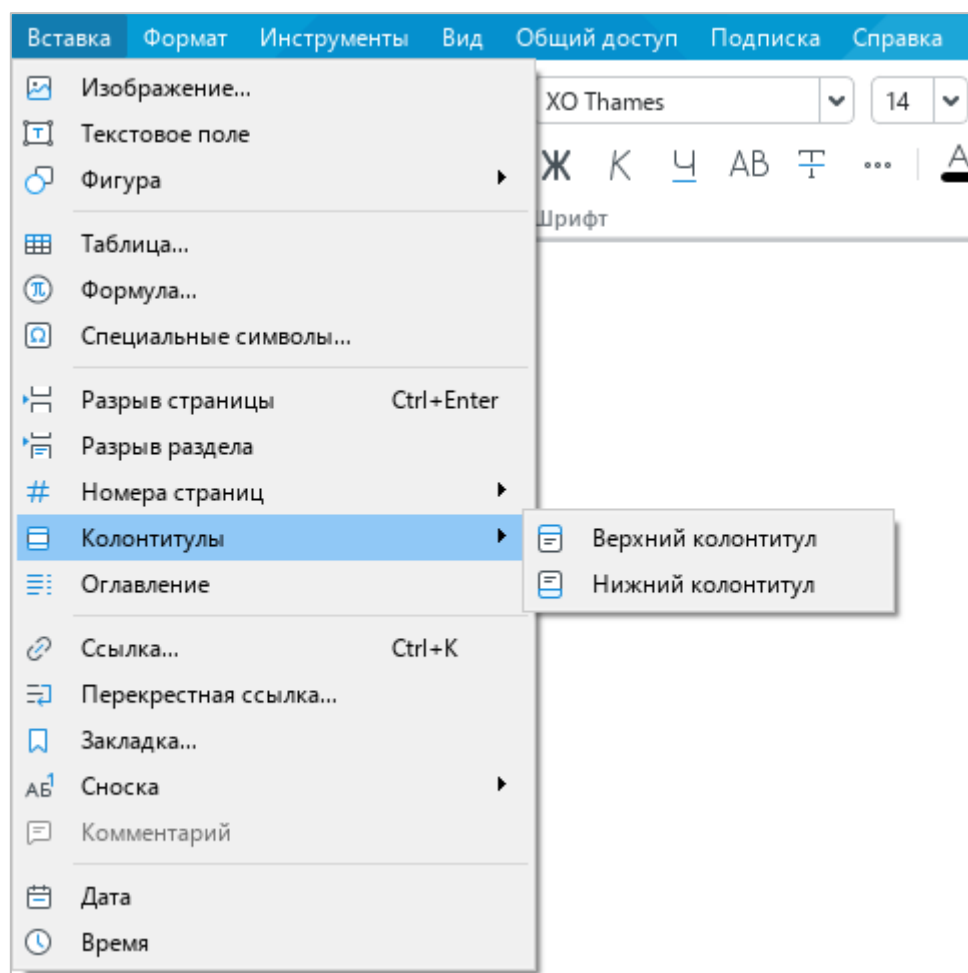 Вставка Формат Инструменты Вид Общий доступ Подписка Справка
Изображение...
XO Thames 14
Текстовое поле
Ж К Ч АВ Т ... А
Фигура
Шрифт
Таблица...
Формула...
Специальные символы...
Разрыв страницы Ctrl+Enter
Разрыв раздела
# Номера страниц
Колонтитулы
Верхний колонтитул
Оглавление
Нижний колонтитул
Ссылка... Ctrl+K
Перекрестная ссылка...
Закладка...
АБ1 Сноска
Комментарий
Дата
Время